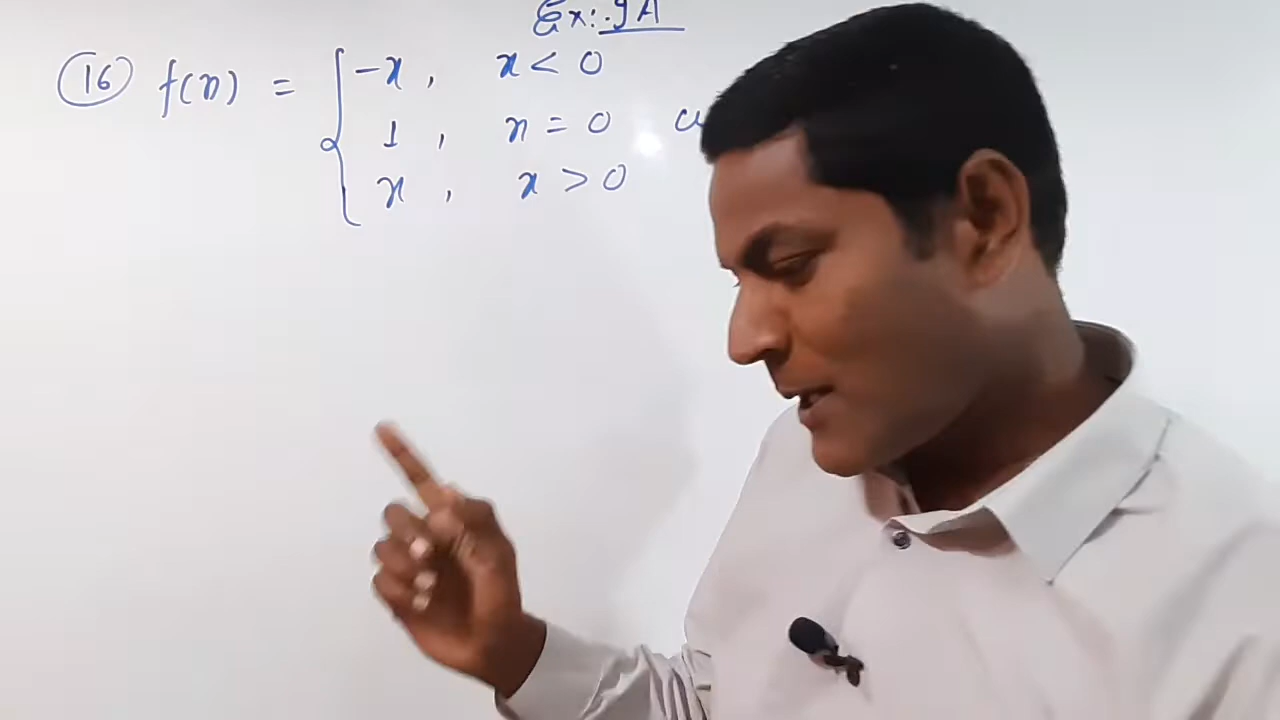 Ex:. 9A
16 f(x) = { -x , x < 0
1 , x = 0
x , x > 0